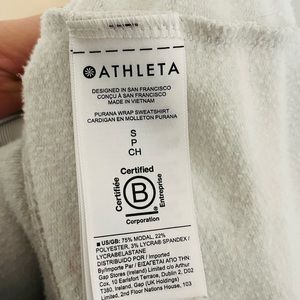 ATHLETA
DESIGNED IN SAN FRANCISCO
CONÇU À SAN FRANCISCO
MADE IN VIETNAM
PURANA WRAP SWEATSHIRT
CARDIGAN EN MOLLETON PURANA
S
P
CH
Certified
Certifiée
B
Entreprise
Corporation
■ US/GB: 75% MODAL, 22%
POLYESTER, 3% LYCRA® SPANDEX /
LYCRA®ELASTANE
DISTRIBUIDO POR / Importado por
By/Importe Par / ΕΙΣΑΓΕΤΑΙ ΑΠΟ ΤΗΝ:
Gap Stores (Ireland) Limited c/o Arthur
Cox, 10 Earlsfort Terrace, Dublin 2, D02
T380, Ireland, Gap (UK Holdings)
Limited, 2nd Floor Nations House, 103